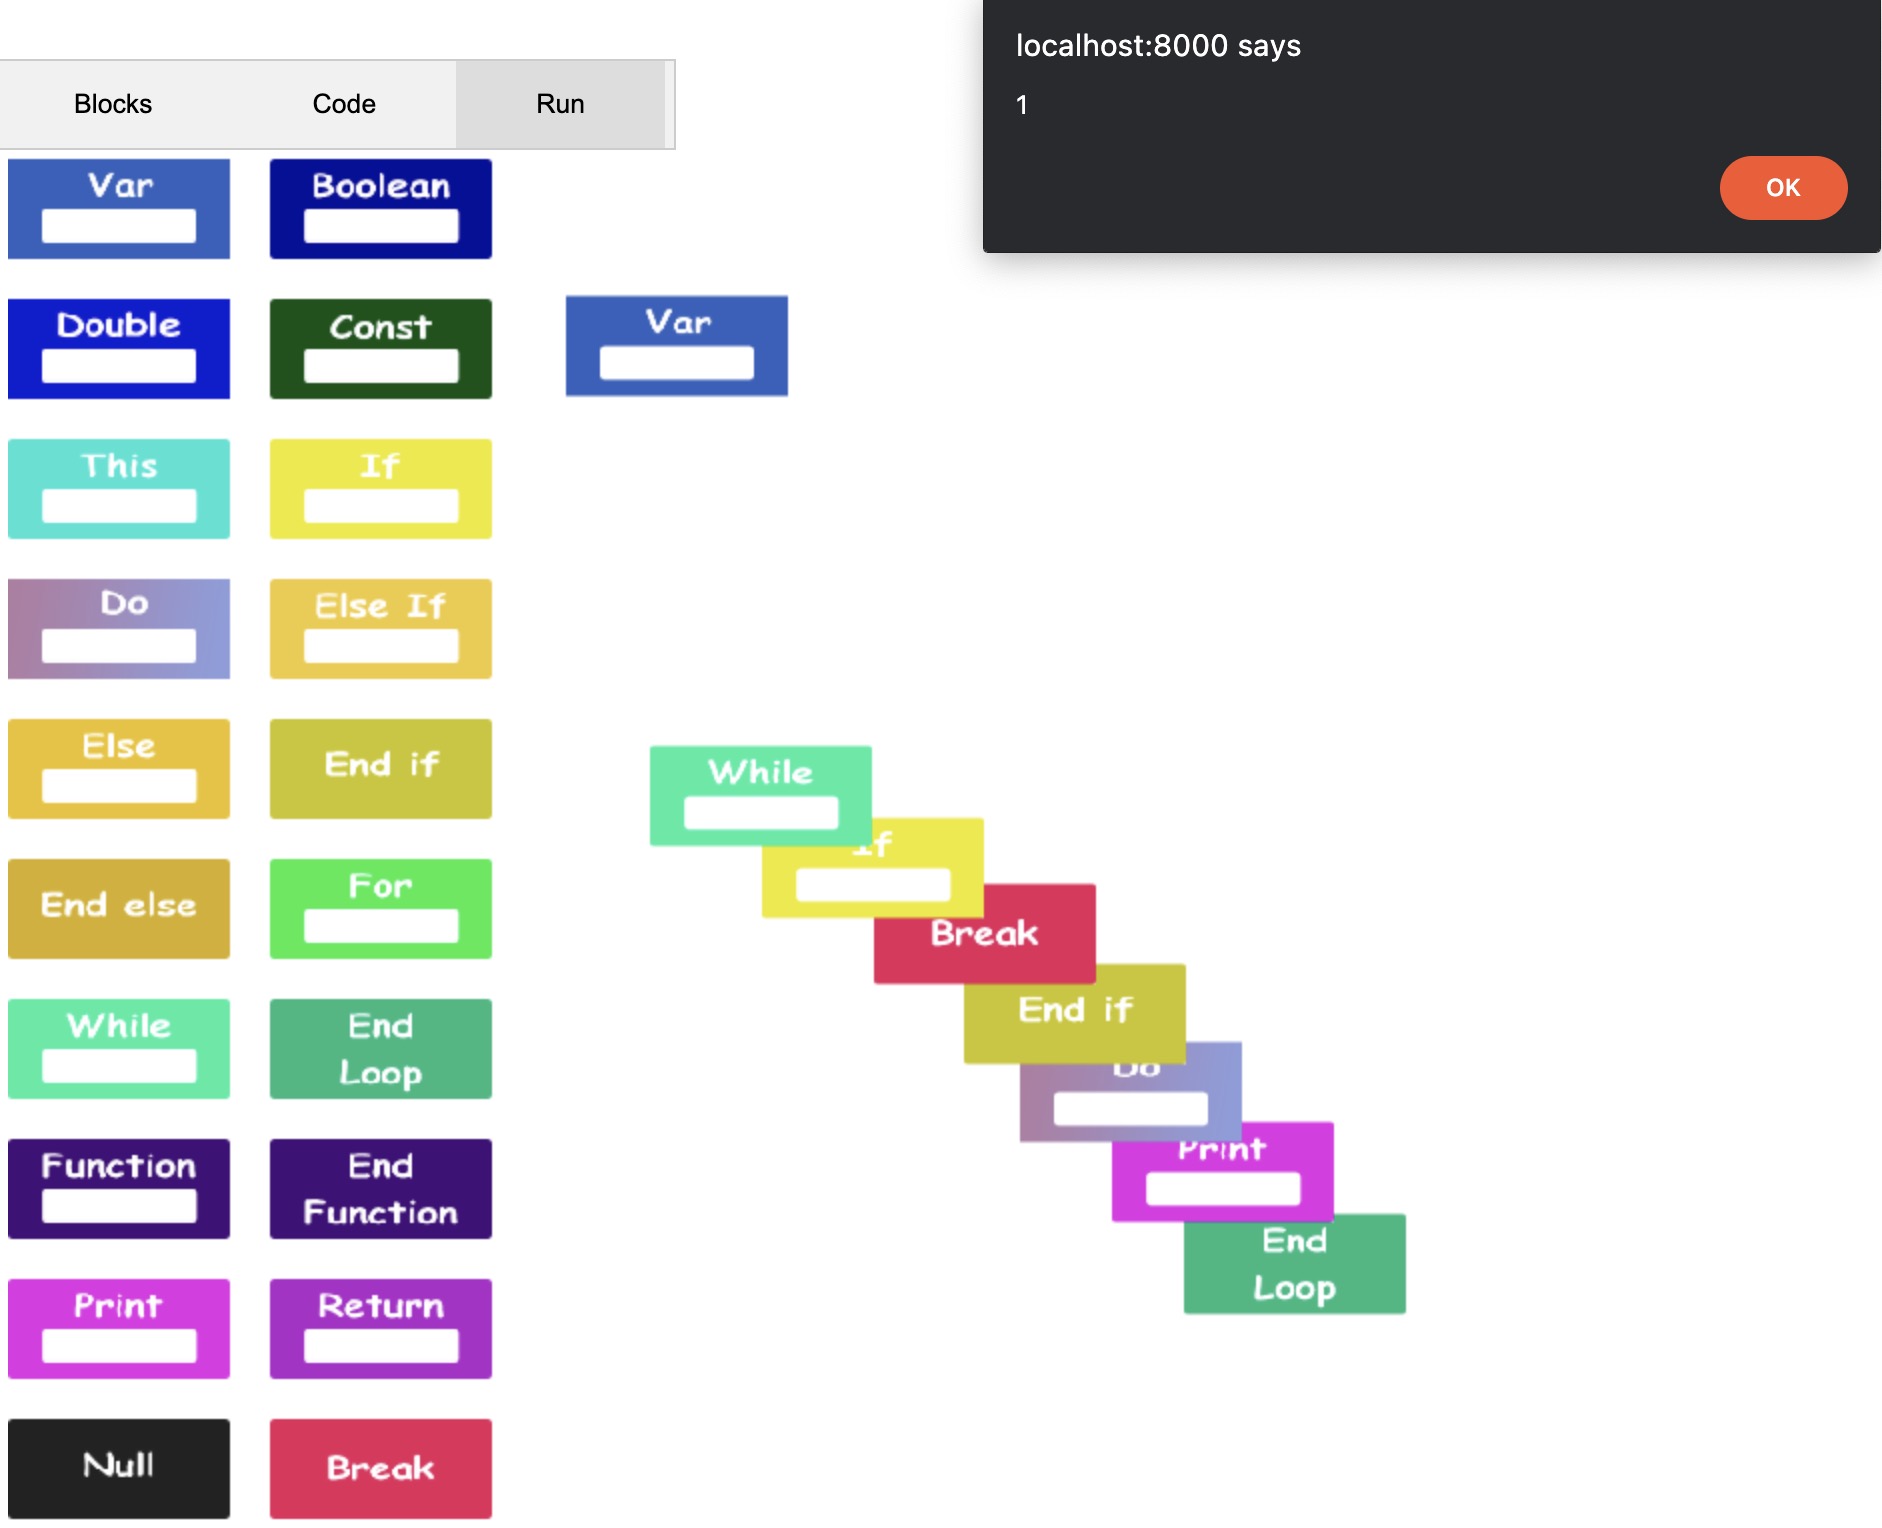 localhost:8000 says
1
OK
Blocks Code Run
Var Boolean
Double Const
Var
This If
Do Else If
Else End if
End else For
While End
Loop
Function End
Function
Print Return
Null Break
While
If
Break
End if
Do
Print
End
Loop